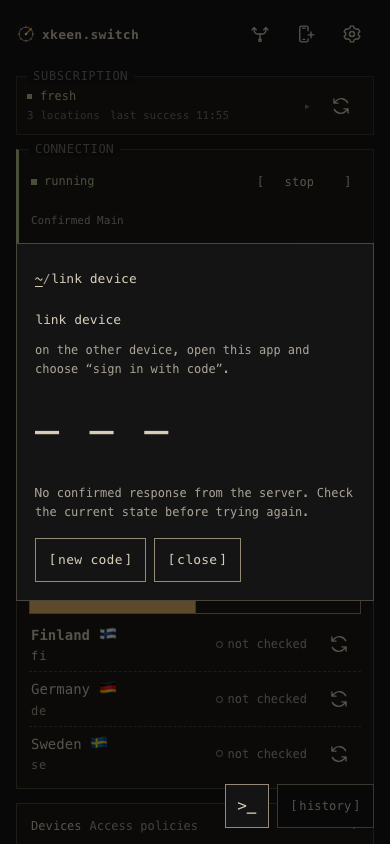 xkeen.switch
SUBSCRIPTION
fresh
3 locations last success 11:55
CONNECTION
running
[ stop ]
Confirmed Main
~/link device
link device
on the other device, open this app and
choose “sign in with code”.
— — —
No confirmed response from the server. Check
the current state before trying again.
[new code] [close]
Finland
fi
not checked
Germany
de
not checked
Sweden
se
not checked
>_ [history]
Devices Access policies